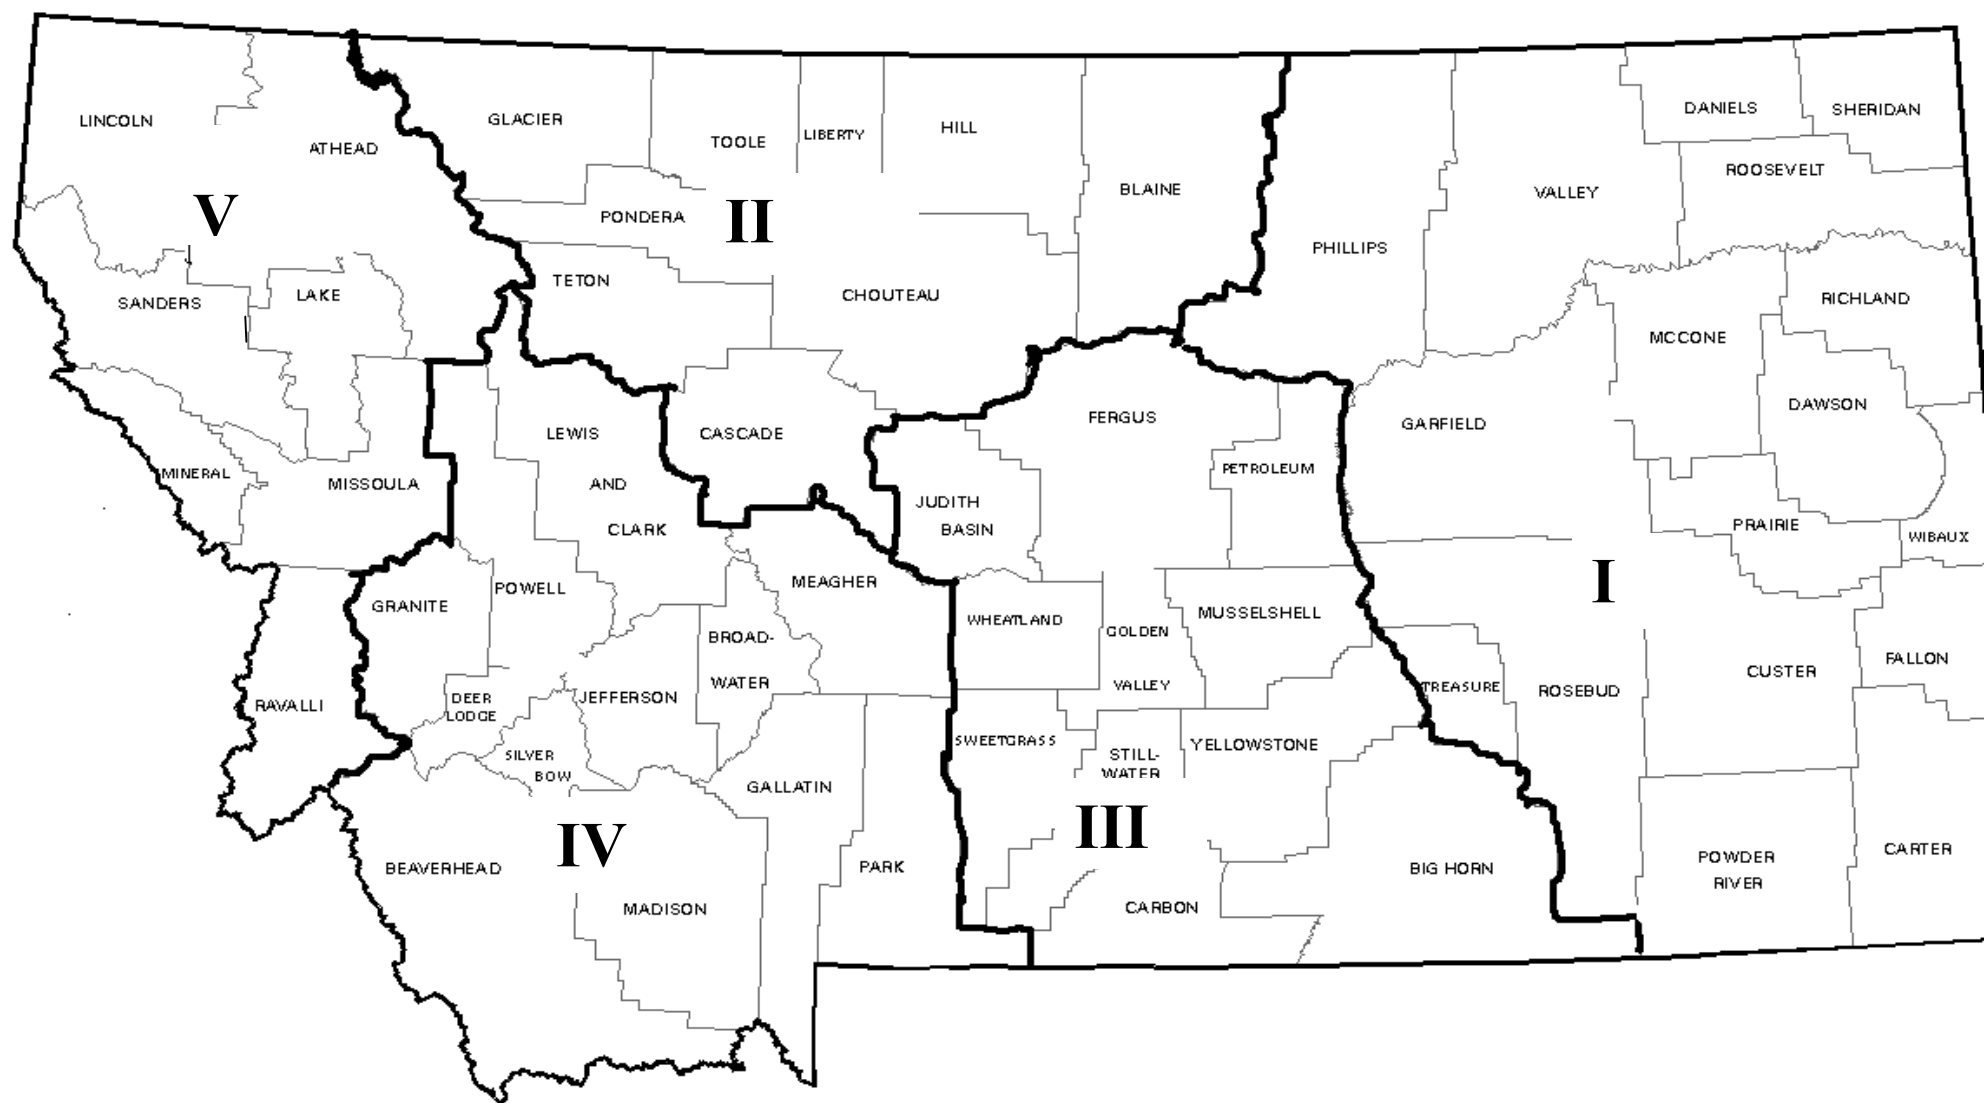 LINCOLN
ATHEAD
GLACIER
TOOLE
LIBERTY
HILL
BLAINE
PHILLIPS
VALLEY
DANIELS
SHERIDAN
ROOSEVELT
V
II
PONDERA
TETON
CHOUTEAU
SANDERS
LAKE
RICHLAND
MCCONE
DAWSON
GARFIELD
FERGUS
PETROLEUM
CASCADE
LEWIS
AND
CLARK
MINERAL
MISSOULA
JUDITH
BASIN
PRAIRIE
WIBAUX
I
MEAGHER
POWELL
GRANITE
WHEATLAND
GOLDEN
VALLEY
MUSSELSHELL
BROAD-
WATER
RAVALLI
DEER
LODGE
JEFFERSON
TREASURE
ROSEBUD
CUSTER
FALLON
SILVER
BOW
SWEETGRASS
STILL-
WATER
YELLOWSTONE
GALLATIN
IV
III
BEAVERHEAD
MADISON
PARK
CARBON
BIG HORN
POWDER
RIVER
CARTER